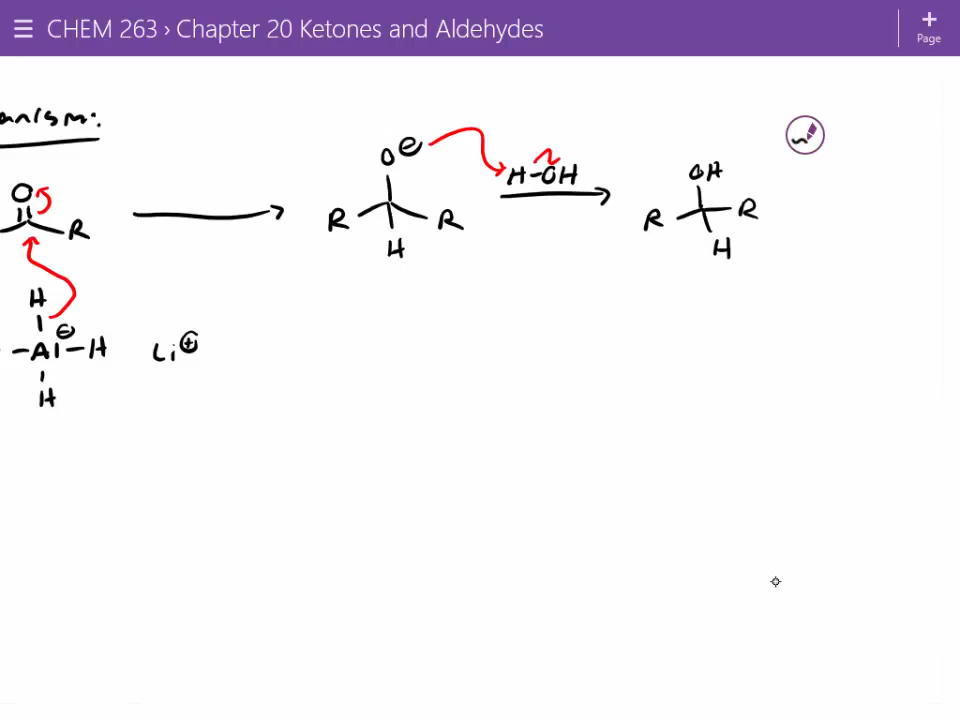 ☰ CHEM 263 › Chapter 20 Ketones and Aldehydes
+
Page
anism:
O R
H
Al⊖ H
H
Li⊕
O⊖
R R
H
H-OH
OH
R R
H